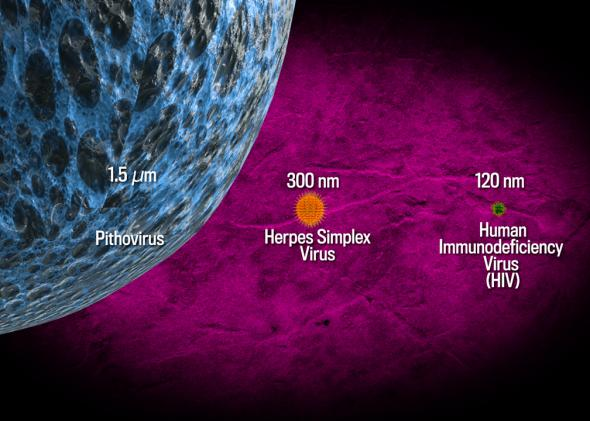 1.5 μm
Pithovirus
300 nm
Herpes Simplex
Virus
120 nm
Human
Immunodeficiency
Virus
(HIV)